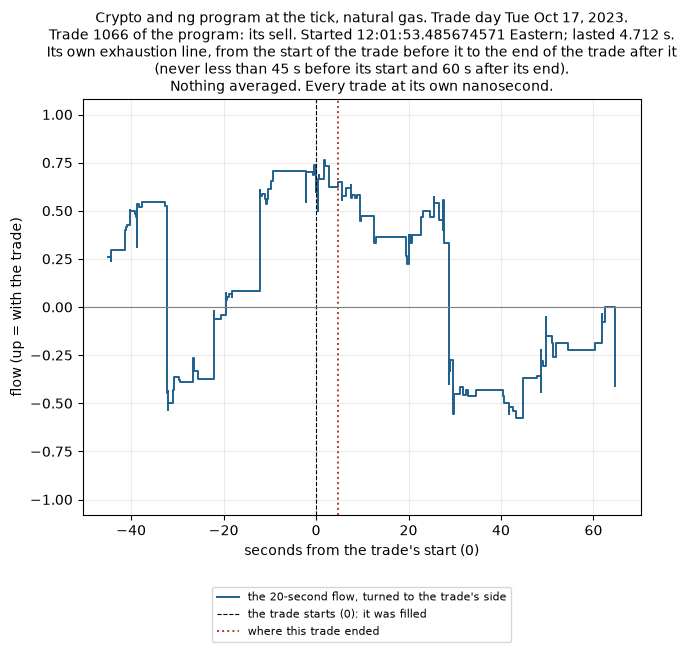 Crypto and ng program at the tick, natural gas. Trade day Tue Oct 17, 2023.
Trade 1066 of the program: its sell. Started 12:01:53.485674571 Eastern; lasted 4.712 s.
Its own exhaustion line, from the start of the trade before it to the end of the trade after it
(never less than 45 s before its start and 60 s after its end).
Nothing averaged. Every trade at its own nanosecond.
1.00
0.75
0.50
0.25
0.00
−0.25
−0.50
−0.75
−1.00
flow (up = with the trade)
−40 −20 0 20 40 60
seconds from the trade's start (0)
the 20-second flow, turned to the trade's side
the trade starts (0): it was filled
where this trade ended